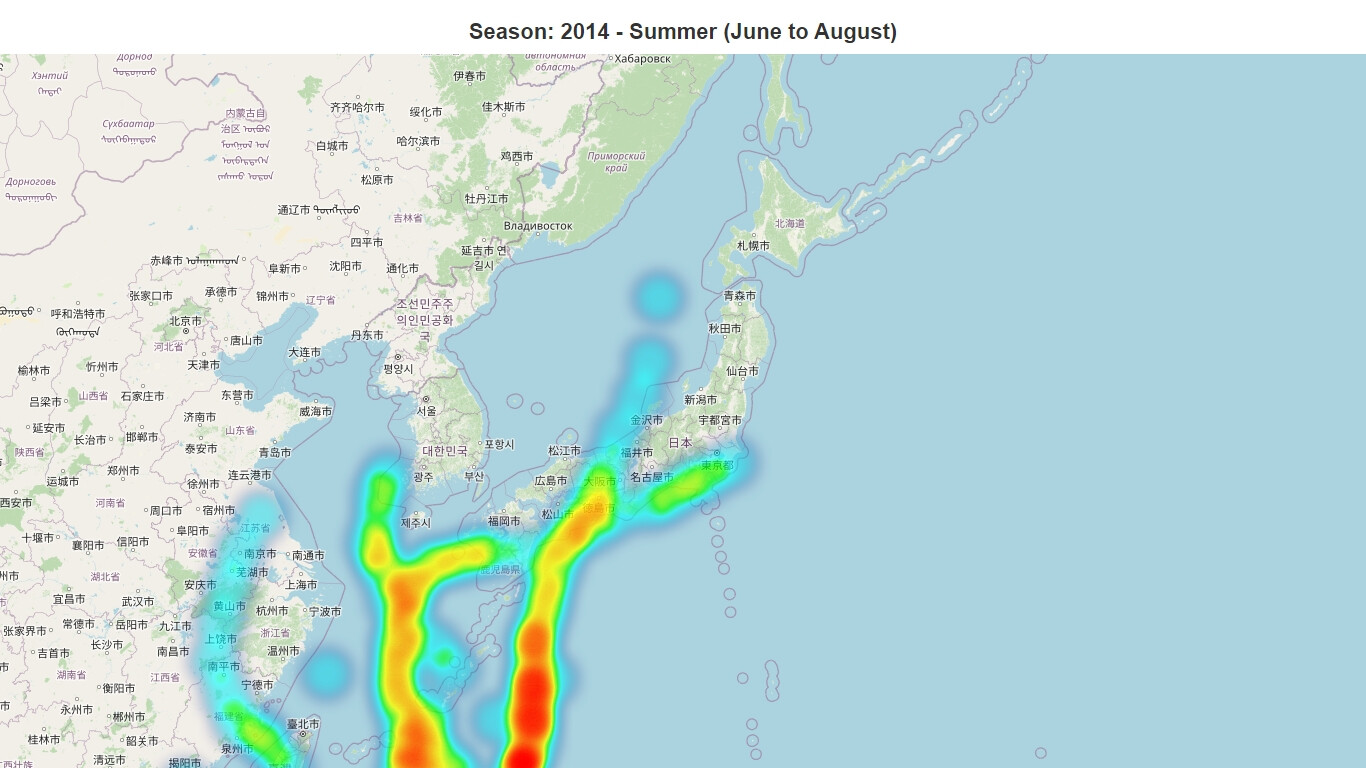 Season: 2014 - Summer (June to August)
Дорнод
Хэнтий
автономная
область
Хабаровск
伊春市
齐齐哈尔市
绥化市
佳木斯市
内蒙古自
治区
Сүхбаатар
白城市
哈尔滨市
鸡西市
Приморский
край
Дорноговь
松原市
牡丹江市
通辽市
吉林省
Владивосток
北海道
四平市
延吉市 연
길시
札幌市
赤峰市
阜新市
沈阳市
通化市
张家口市
承德市
锦州市
辽宁省
조선민주주
의인민공화
국
青森市
呼和浩特市
北京市
唐山市
丹东市
秋田市
河北省
大连市
天津市
평양시
仙台市
榆林市
忻州市
吕梁市
山西省
石家庄市
东营市
威海市
서울
新潟市
延安市
长治市
邯郸市
济南市
山东省
金沢市
宇都宮市
陕西省
泰安市
青岛市
대한민국
포항시
松江市
福井市
日本
郑州市
运城市
连云港市
광주
부산
広島市
大阪市
名古屋市
東京都
西安市
河南省
徐州市
周口市
宿州市
제주시
福岡市
松山市
徳島市
十堰市
襄阳市
信阳市
阜阳市
江苏省
安徽省
南京市
南通市
芜湖市
鹿児島県
湖北省
安庆市
上海市
宜昌市
武汉市
黄山市
杭州市
宁波市
张家界市
常德市
岳阳市
九江市
上饶市
浙江省
吉首市
长沙市
南昌市
温州市
湖南省
江西省
南平市
衡阳市
宁德市
永州市
郴州市
福建省
臺北市
桂林市
韶关市
泉州市
清远市
揭阳市